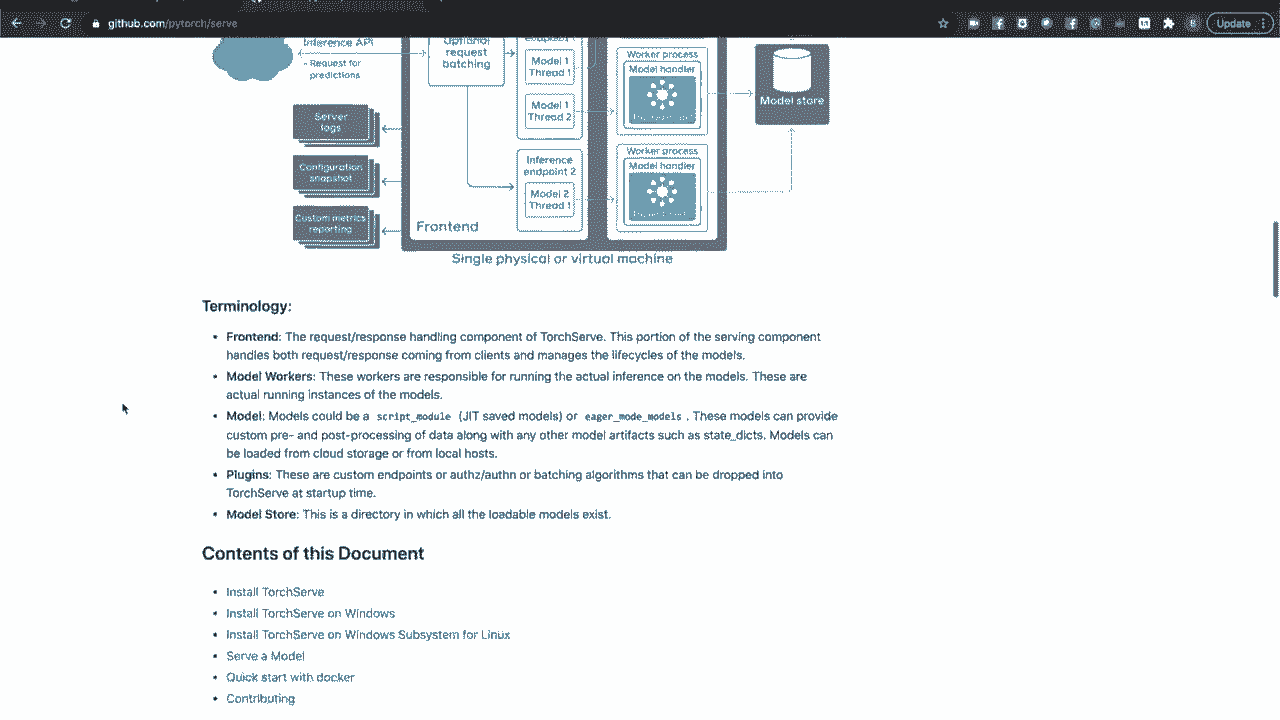 github.com/pytorch/serve
Update
Inference API
- Request for
predictions
Optional
request
batching
endpoint
Model 1
Thread 1
Model 1
Thread 2
Worker process
Model handler
Model store
Server
logs
Configuration
snapshot
Custom metrics
reporting
Inference
endpoint 2
Model 2
Thread 1
Worker process
Model handler
Frontend
Single physical or virtual machine
Terminology:
• Frontend: The request/response handling component of TorchServe. This portion of the serving component
handles both request/response coming from clients and manages the lifecycles of the models.
• Model Workers: These workers are responsible for running the actual inference on the models. These are
actual running instances of the models.
• Model: Models could be a script_module (JIT saved models) or eager_mode_models . These models can provide
custom pre- and post-processing of data along with any other model artifacts such as state_dicts. Models can
be loaded from cloud storage or from local hosts.
• Plugins: These are custom endpoints or authz/authn or batching algorithms that can be dropped into
TorchServe at startup time.
• Model Store: This is a directory in which all the loadable models exist.
Contents of this Document
• Install TorchServe
• Install TorchServe on Windows
• Install TorchServe on Windows Subsystem for Linux
• Serve a Model
• Quick start with docker
• Contributing